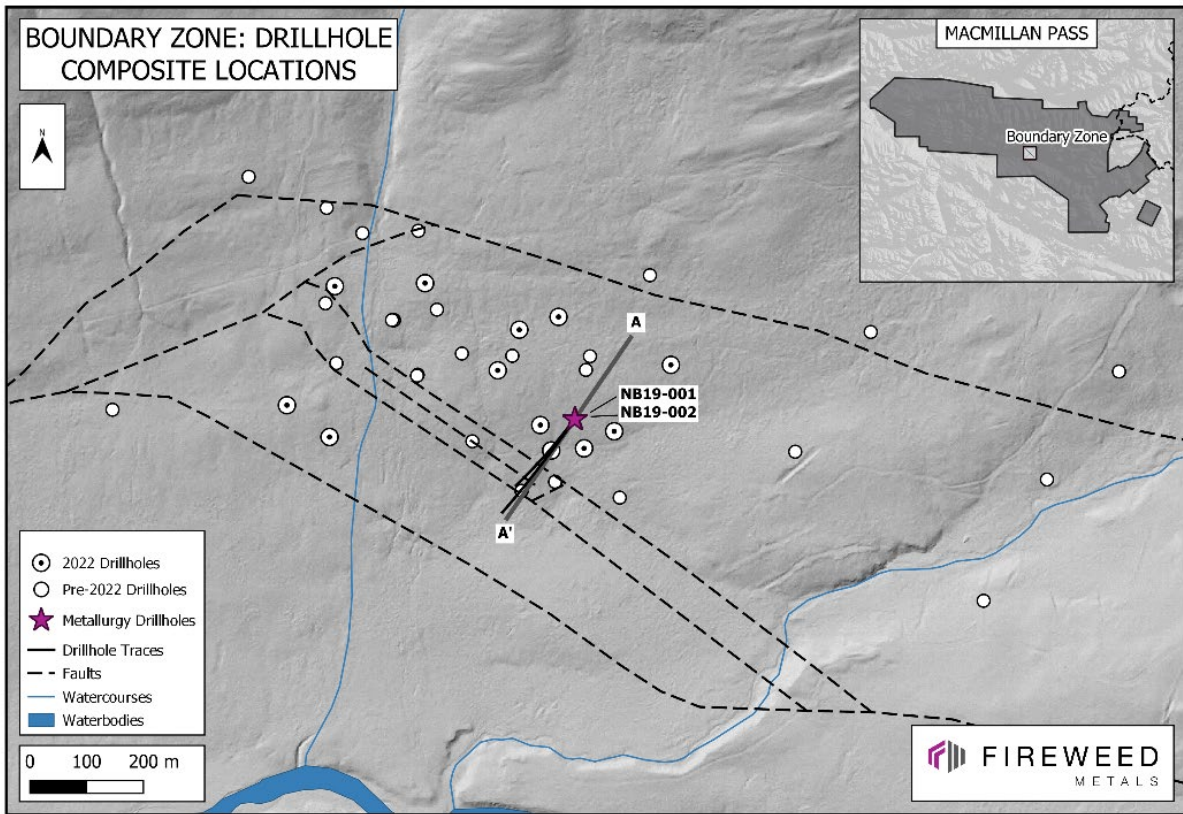 BOUNDARY ZONE: DRILLHOLE
COMPOSITE LOCATIONS
N
MACMILLAN PASS
Boundary Zone
A
NB19-001
NB19-002
A'
2022 Drillholes
Pre-2022 Drillholes
Metallurgy Drillholes
Drillhole Traces
Faults
Watercourses
Waterbodies
0 100 200 m
FIREWEED
METALS